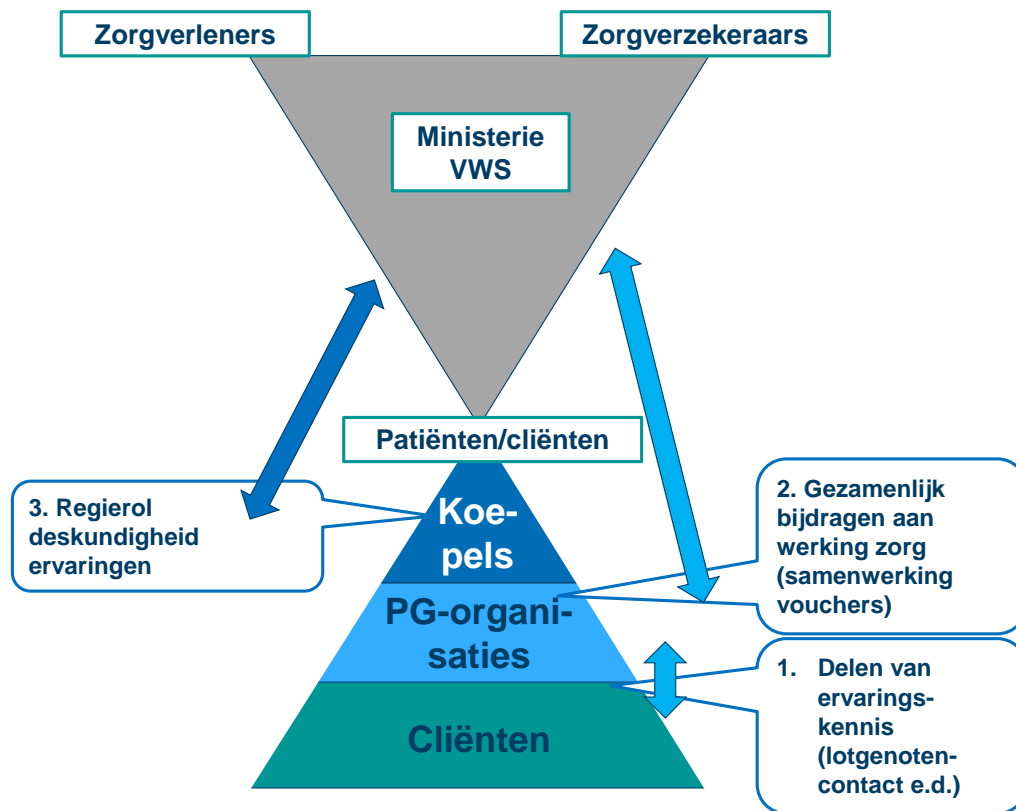 Zorgverleners
Zorgverzekeraars
Ministerie
VWS
Patiënten/cliënten
3. Regierol
deskundigheid
ervaringen
Koe-
pels
2. Gezamenlijk
bijdragen aan
werking zorg
(samenwerking
vouchers)
PG-organi-
saties
1. Delen van
ervarings-
kennis
(lotgenoten-
contact e.d.)
Cliënten